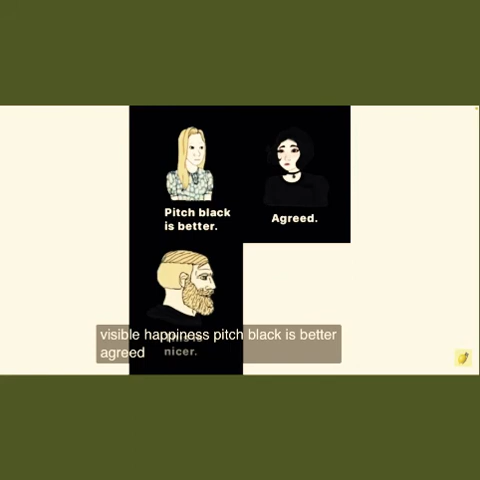 Pitch black
is better.
Agreed.
visible happiness pitch black is better
agreed
nicer.